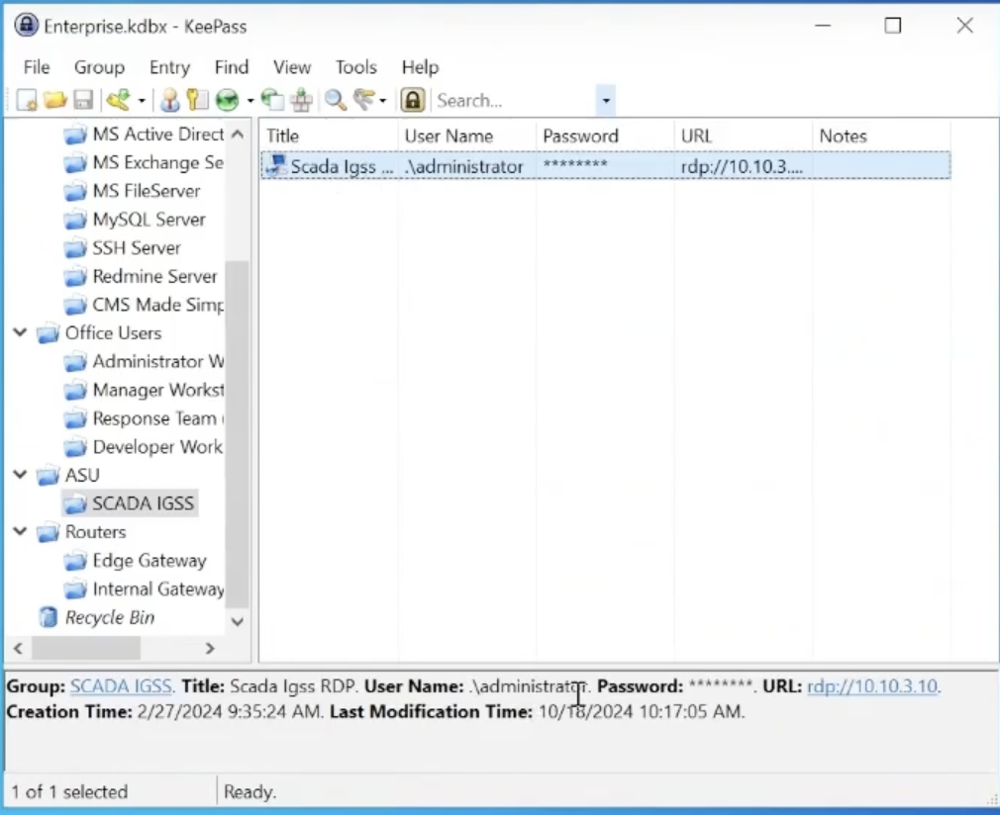 Enterprise.kdbx - KeePass
File Group Entry Find View Tools Help
Search...
MS Active Direct
MS Exchange Se
MS FileServer
MySQL Server
SSH Server
Redmine Server
CMS Made Simp
Office Users
Administrator W
Manager Workst
Response Team
Developer Work
ASU
SCADA IGSS
Routers
Edge Gateway
Internal Gateway
Recycle Bin
Title User Name Password URL Notes
Scada Igss ... .\administrator ******** rdp://10.10.3....
Group: SCADA IGSS. Title: Scada Igss RDP. User Name: .\administrator. Password: ********. URL: rdp://10.10.3.10.
Creation Time: 2/27/2024 9:35:24 AM. Last Modification Time: 10/18/2024 10:17:05 AM.
1 of 1 selected Ready.